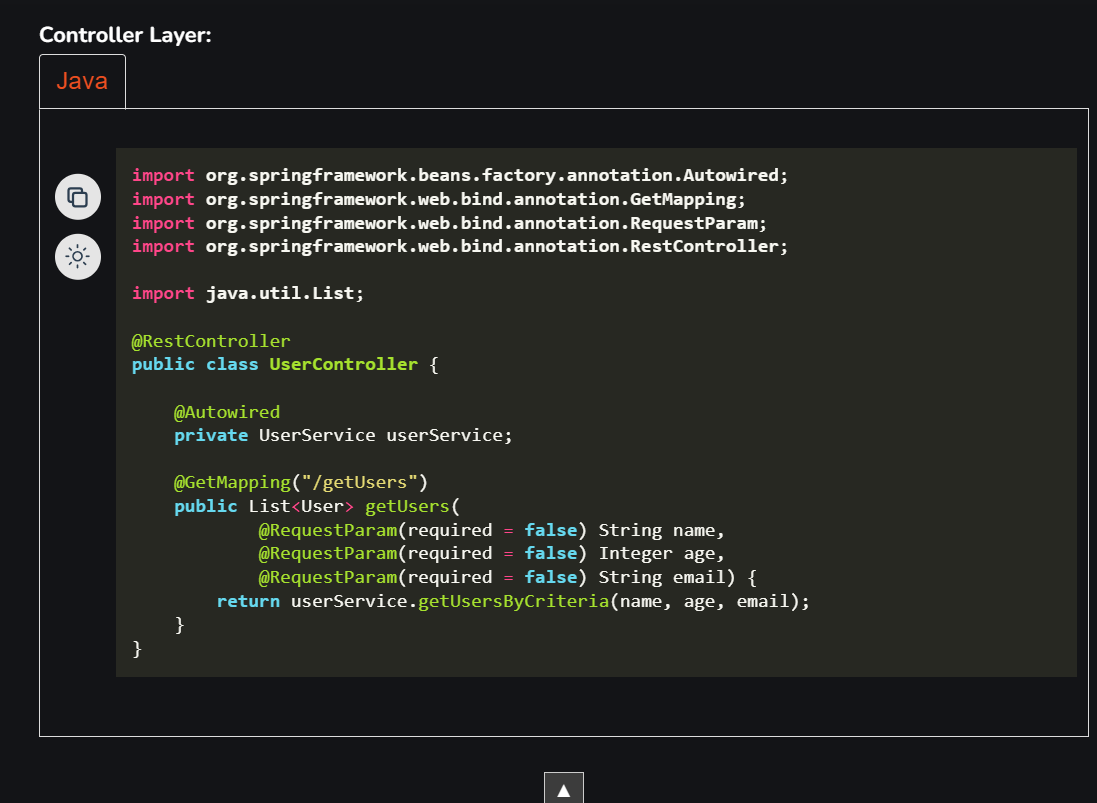 Controller Layer:
Java
import org.springframework.beans.factory.annotation.Autowired;
import org.springframework.web.bind.annotation.GetMapping;
import org.springframework.web.bind.annotation.RequestParam;
import org.springframework.web.bind.annotation.RestController;

import java.util.List;

@RestController
public class UserController {

    @Autowired
    private UserService userService;

    @GetMapping("/getUsers")
    public List<User> getUsers(
            @RequestParam(required = false) String name,
            @RequestParam(required = false) Integer age,
            @RequestParam(required = false) String email) {
        return userService.getUsersByCriteria(name, age, email);
    }
}